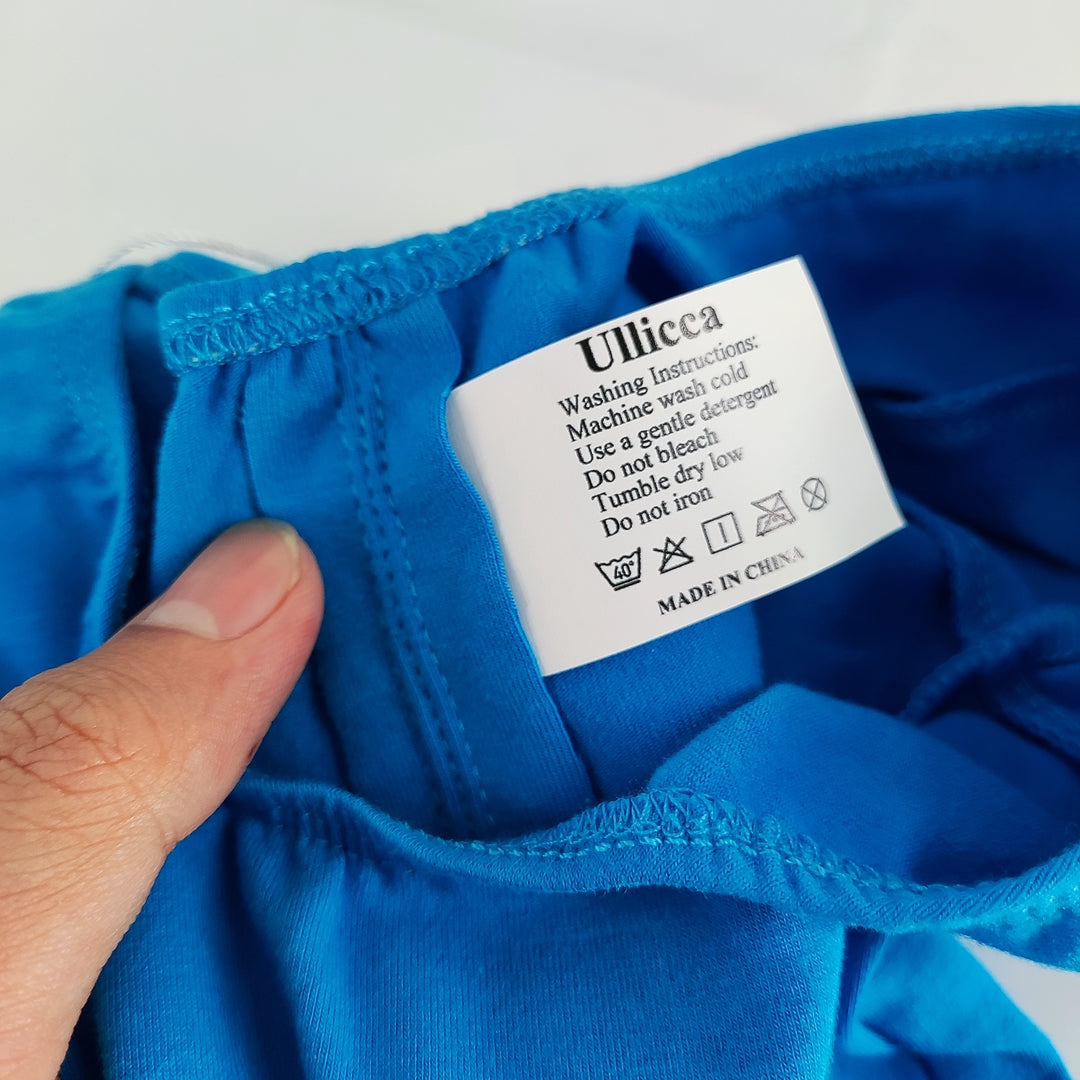 Ullicca
Washing Instructions:
Machine wash cold
Use a gentle detergent
Do not bleach
Tumble dry low
Do not iron
40°
MADE IN CHINA